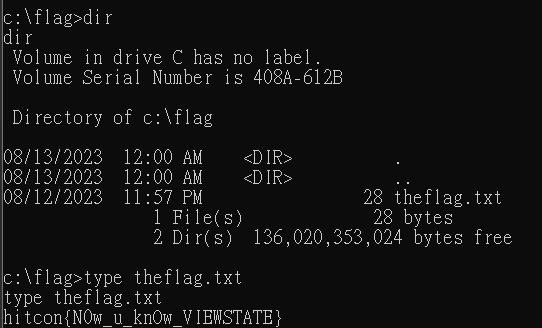 c:\flag>dir
dir
 Volume in drive C has no label.
 Volume Serial Number is 408A-612B

 Directory of c:\flag

08/13/2023  12:00 AM    <DIR>          .
08/13/2023  12:00 AM    <DIR>          ..
08/12/2023  11:57 PM                28 theflag.txt
               1 File(s)             28 bytes
               2 Dir(s)  136,020,353,024 bytes free

c:\flag>type theflag.txt
type theflag.txt
hitcon{N0w_u_kn0w_VIEWSTATE}